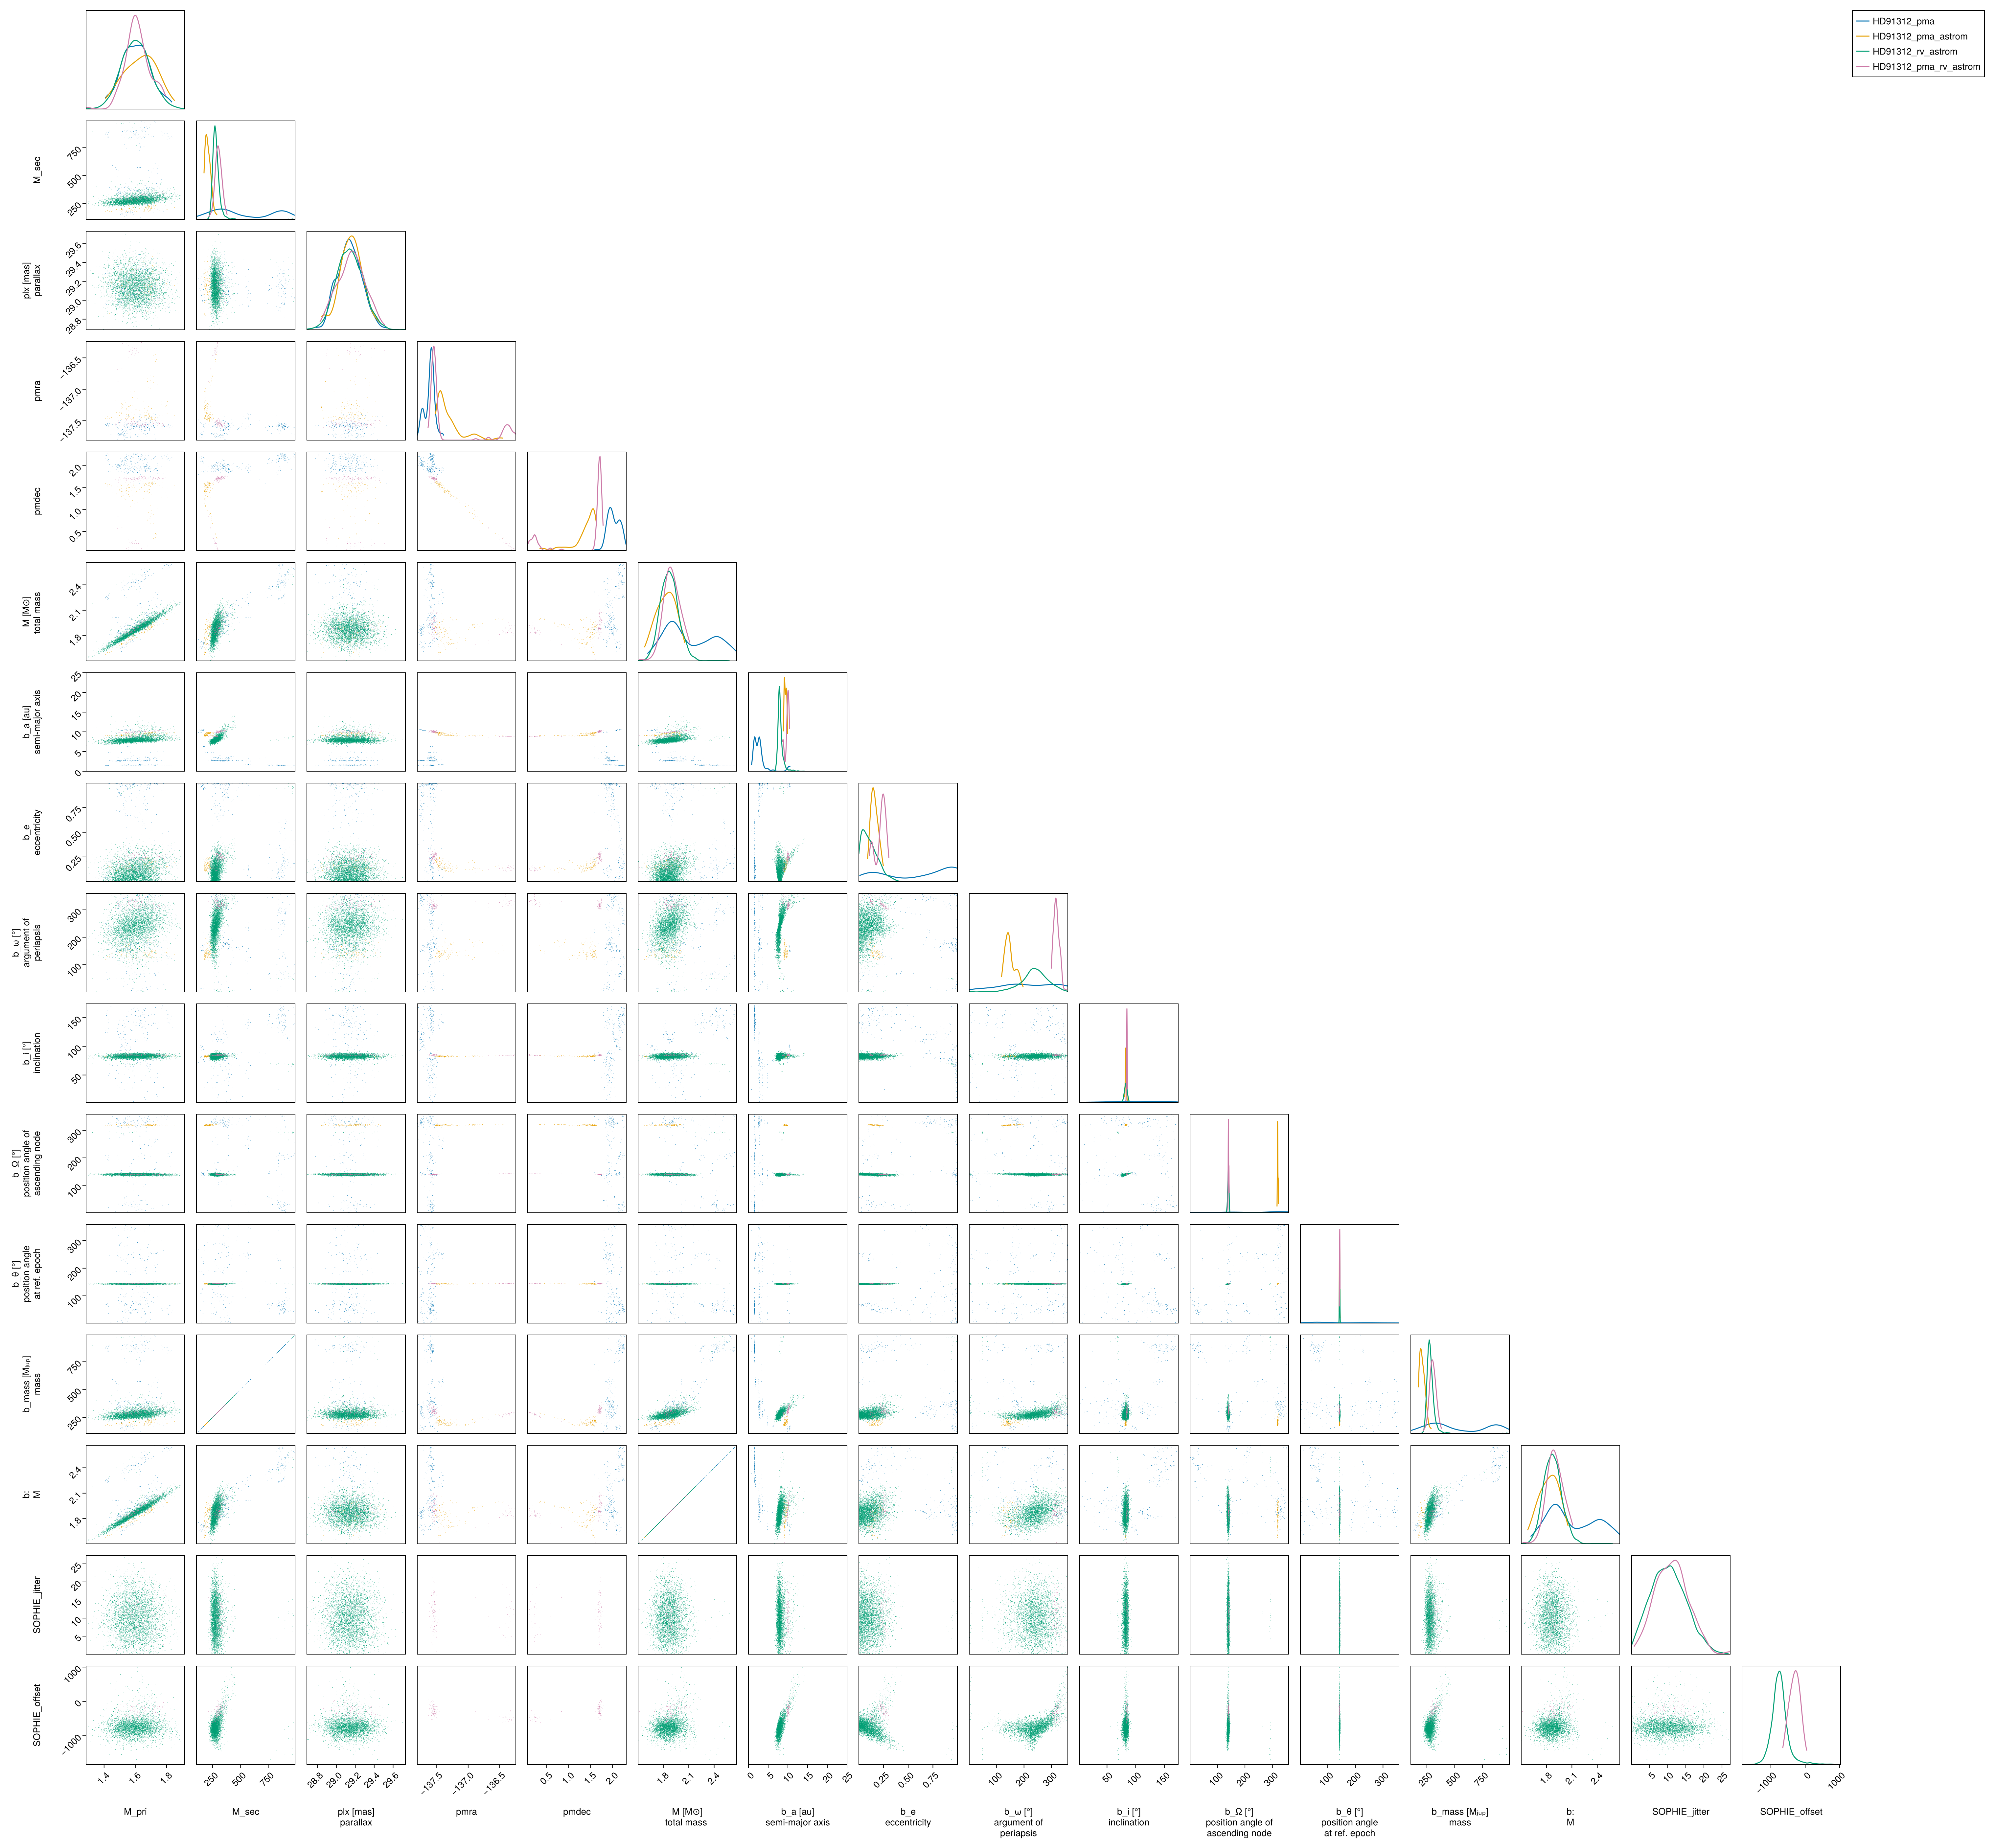 HD91312_pma
HD91312_pma_astrom
HD91312_rv_astrom
HD91312_pma_rv_astrom
M_sec
750
500
250
plx [mas]
parallax
29.6
29.4
29.2
29.0
28.8
pmra
−136.5
−137.0
−137.5
pmdec
2.0
1.5
1.0
0.5
M [M⊙]
total mass
2.4
2.1
1.8
b_a [au]
semi-major axis
25
20
15
10
5
0
b_e
eccentricity
0.75
0.50
0.25
b_ω [°]
argument of
periapsis
300
200
100
b_i [°]
inclination
150
100
50
b_Ω [°]
position angle of
ascending node
300
200
100
b_θ [°]
position angle
at ref. epoch
300
200
100
b_mass [Mⱼᵤₚ]
mass
750
500
250
b:
M
2.4
2.1
1.8
SOPHIE_jitter
25
20
15
10
5
SOPHIE_offset
1000
0
−1000
1.4 1.6 1.8
250 500 750
28.8 29.0 29.2 29.4 29.6
−137.5 −137.0 −136.5
0.5 1.0 1.5 2.0
1.8 2.1 2.4
0 5 10 15 20 25
0.25 0.50 0.75
100 200 300
50 100 150
100 200 300
100 200 300
250 500 750
1.8 2.1 2.4
5 10 15 20 25
−1000 0 1000
M_pri
M_sec
plx [mas]
parallax
pmra
pmdec
M [M⊙]
total mass
b_a [au]
semi-major axis
b_e
eccentricity
b_ω [°]
argument of
periapsis
b_i [°]
inclination
b_Ω [°]
position angle of
ascending node
b_θ [°]
position angle
at ref. epoch
b_mass [Mⱼᵤₚ]
mass
b:
M
SOPHIE_jitter
SOPHIE_offset